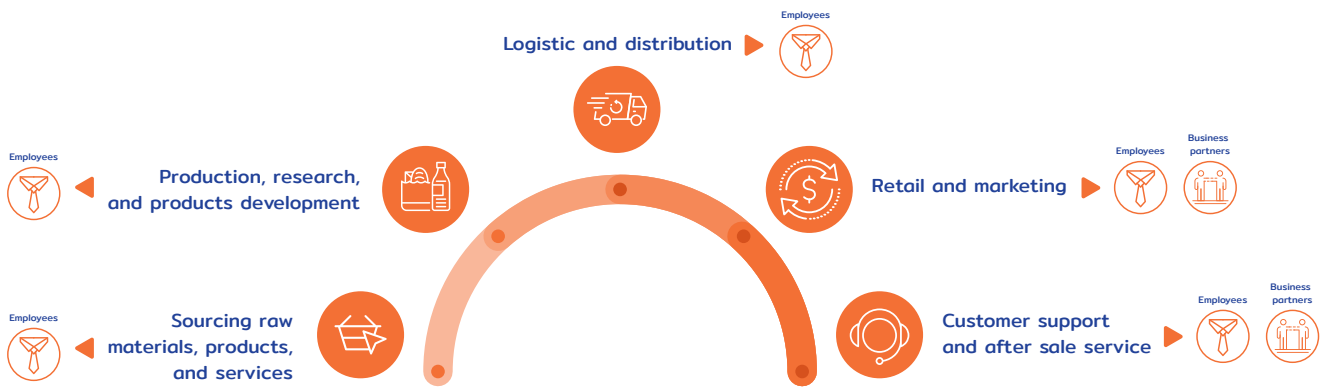 Employees
Logistic and distribution
Employees
Production, research,
and products development
$
Retail and marketing
Employees
Business
partners
Employees
Sourcing raw
materials, products,
and services
Customer support
and after sale service
Employees
Business
partners